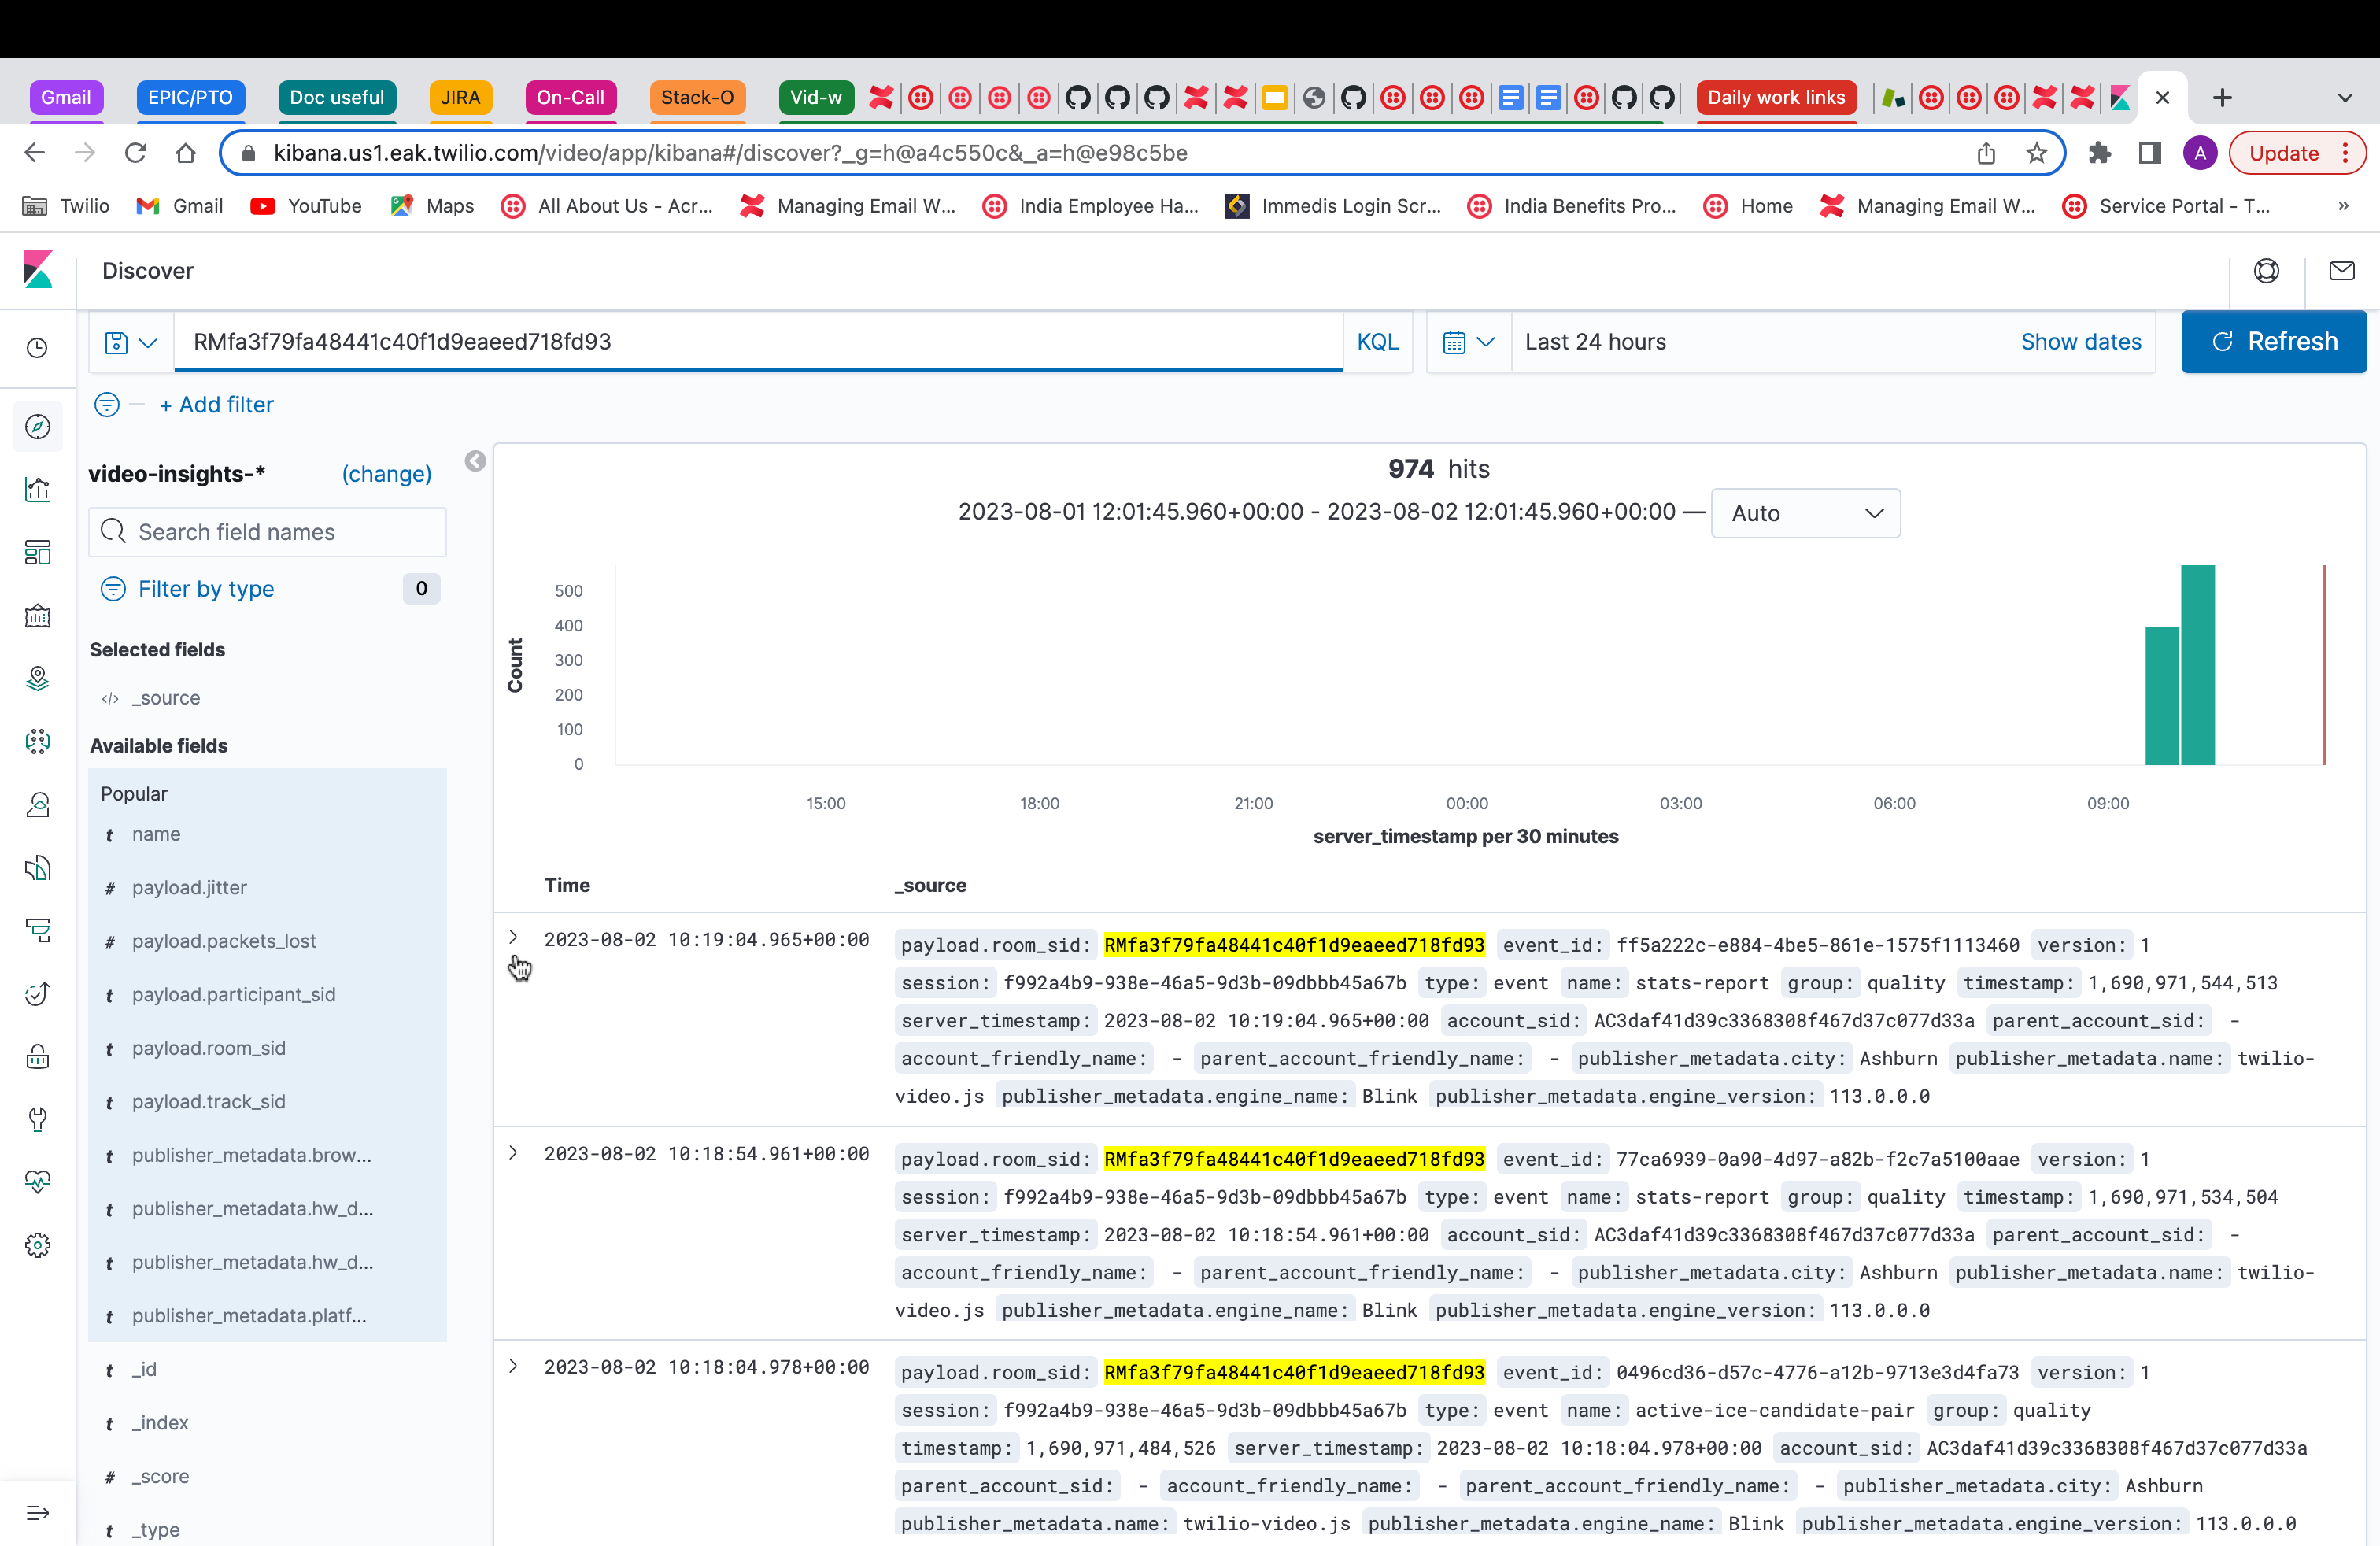 Gmail EPIC/PTO Doc useful JIRA On-Call Stack-O Vid-w Daily work links
kibana.us1.eak.twilio.com/video/app/kibana#/discover?_g=h@a4c550c&_a=h@e98c5be A Update
Twilio Gmail YouTube Maps All About Us - Acr... Managing Email W... India Employee Ha... Immedis Login Scr... India Benefits Pro... Home Managing Email W... Service Portal - T... »
Discover
RMfa3f79fa48441c40f1d9eaeed718fd93 KQL Last 24 hours Show dates Refresh
+ Add filter
video-insights-* (change)
Search field names
Filter by type 0
Selected fields
</> _source
Available fields
Popular
t name
# payload.jitter
# payload.packets_lost
t payload.participant_sid
t payload.room_sid
t payload.track_sid
t publisher_metadata.brow...
t publisher_metadata.hw_d...
t publisher_metadata.hw_d...
t publisher_metadata.platf...
t _id
t _index
# _score
t _type
974 hits
2023-08-01 12:01:45.960+00:00 - 2023-08-02 12:01:45.960+00:00 — Auto
Count
500
400
300
200
100
0
15:00 18:00 21:00 00:00 03:00 06:00 09:00
server_timestamp per 30 minutes
Time _source
2023-08-02 10:19:04.965+00:00 payload.room_sid: RMfa3f79fa48441c40f1d9eaeed718fd93 event_id: ff5a222c-e884-4be5-861e-1575f1113460 version: 1
session: f992a4b9-938e-46a5-9d3b-09dbbb45a67b type: event name: stats-report group: quality timestamp: 1,690,971,544,513
server_timestamp: 2023-08-02 10:19:04.965+00:00 account_sid: AC3daf41d39c3368308f467d37c077d33a parent_account_sid: -
account_friendly_name: - parent_account_friendly_name: - publisher_metadata.city: Ashburn publisher_metadata.name: twilio-
video.js publisher_metadata.engine_name: Blink publisher_metadata.engine_version: 113.0.0.0
2023-08-02 10:18:54.961+00:00 payload.room_sid: RMfa3f79fa48441c40f1d9eaeed718fd93 event_id: 77ca6939-0a90-4d97-a82b-f2c7a5100aae version: 1
session: f992a4b9-938e-46a5-9d3b-09dbbb45a67b type: event name: stats-report group: quality timestamp: 1,690,971,534,504
server_timestamp: 2023-08-02 10:18:54.961+00:00 account_sid: AC3daf41d39c3368308f467d37c077d33a parent_account_sid: -
account_friendly_name: - parent_account_friendly_name: - publisher_metadata.city: Ashburn publisher_metadata.name: twilio-
video.js publisher_metadata.engine_name: Blink publisher_metadata.engine_version: 113.0.0.0
2023-08-02 10:18:04.978+00:00 payload.room_sid: RMfa3f79fa48441c40f1d9eaeed718fd93 event_id: 0496cd36-d57c-4776-a12b-9713e3d4fa73 version: 1
session: f992a4b9-938e-46a5-9d3b-09dbbb45a67b type: event name: active-ice-candidate-pair group: quality
timestamp: 1,690,971,484,526 server_timestamp: 2023-08-02 10:18:04.978+00:00 account_sid: AC3daf41d39c3368308f467d37c077d33a
parent_account_sid: - account_friendly_name: - parent_account_friendly_name: - publisher_metadata.city: Ashburn
publisher_metadata.name: twilio-video.js publisher_metadata.engine_name: Blink publisher_metadata.engine_version: 113.0.0.0